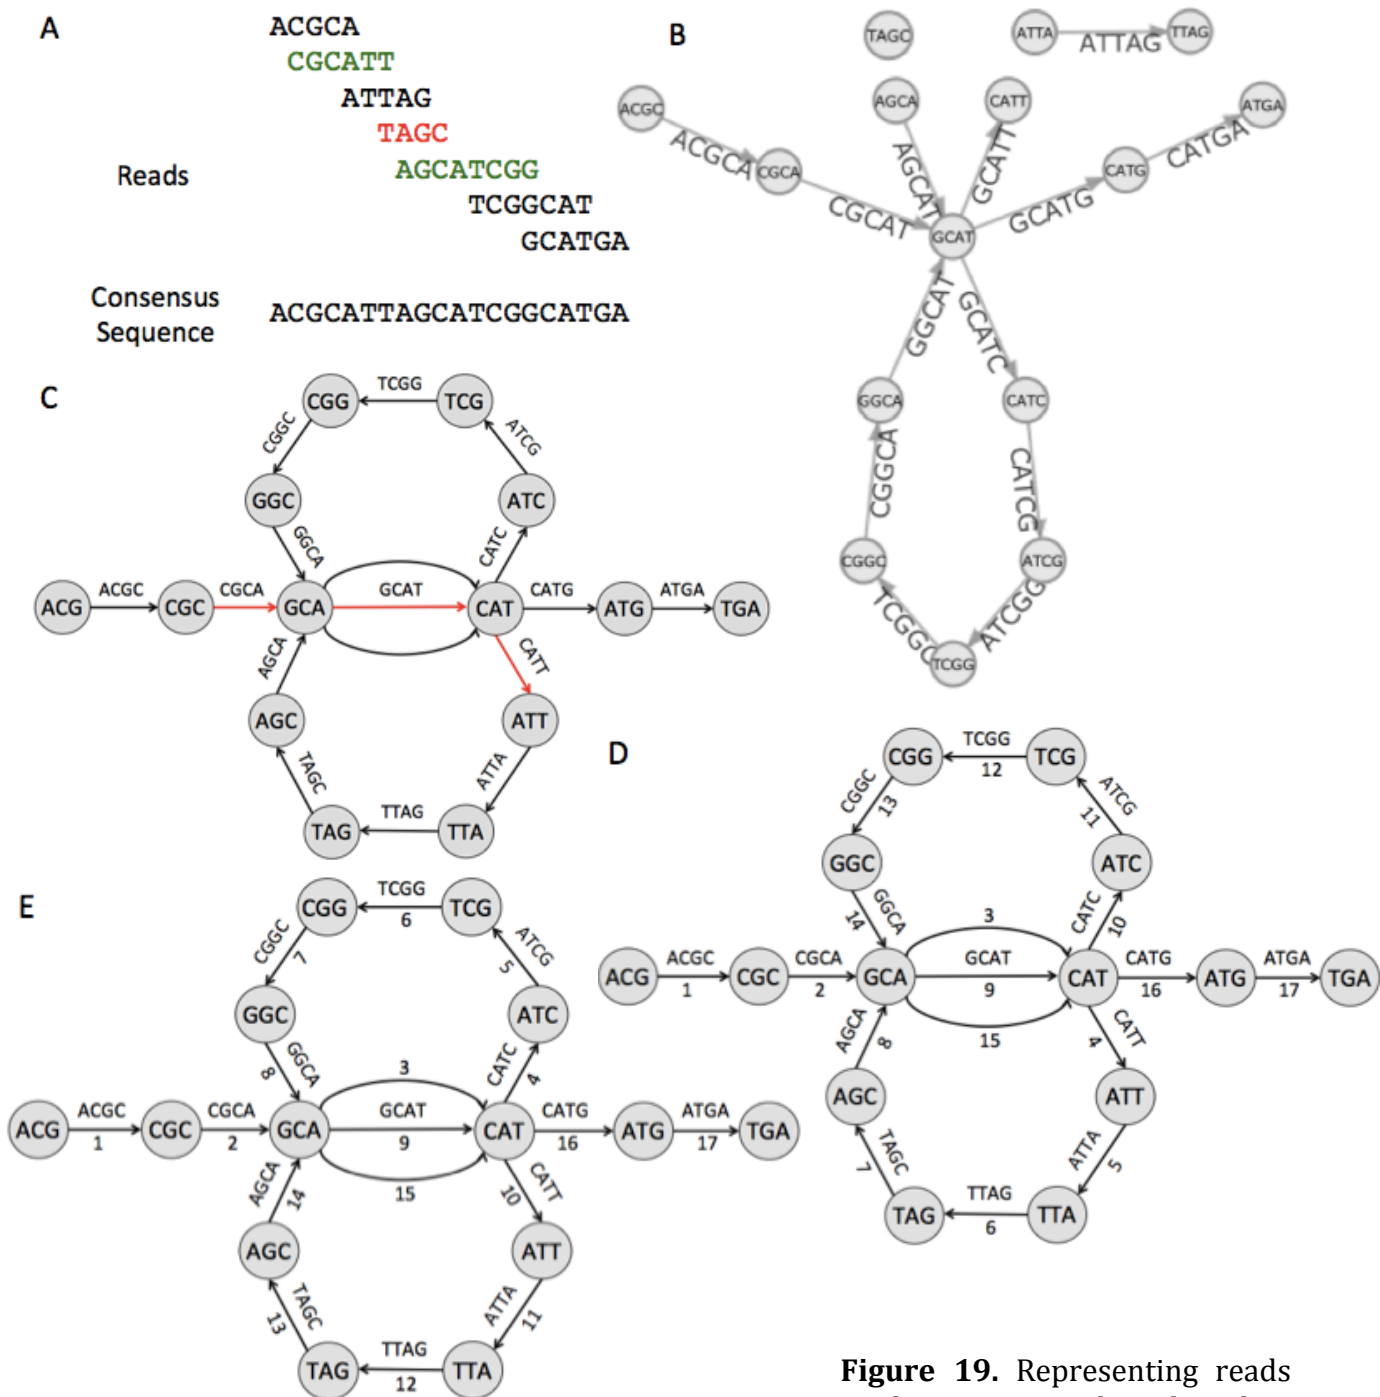 A
ACGCA
CGCATT
ATTAG
TAGC
Reads
AGCATCGG
TCGGCAT
GCATGA
Consensus
Sequence
ACGCATTAGCATCGGCATGA
B
TAGC
ATTA
ATTAG
TTAG
ACGC
ACGCA
CGCA
CGCAT
AGCA
AGCAT
CATT
GCATT
GCAT
GCATG
CATG
CATGA
ATGA
GGCAT
GCATC
GGCA
CATC
CGGCA
CATCG
CGGC
ATCG
TCGGC
ATCGG
TCGG
C
CGG
TCGG
TCG
CGGC
ATCG
GGC
ATC
GGCA
CATC
ACG
ACGC
CGC
CGCA
GCA
GCAT
CAT
CATG
ATG
ATGA
TGA
AGCA
CATT
AGC
ATT
TAGC
ATTA
TAG
TTAG
TTA
D
CGG
TCGG
12
TCG
CGGC
13
ATCG
11
GGC
ATC
GGCA
14
CATC
10
3
ACG
ACGC
1
CGC
CGCA
2
GCA
GCAT
9
CAT
CATG
16
ATG
ATGA
17
TGA
15
AGCA
8
CATT
4
AGC
ATT
TAGC
7
ATTA
5
TAG
TTAG
6
TTA
E
CGG
TCGG
6
TCG
CGGC
7
ATCG
5
GGC
ATC
GGCA
8
CATC
4
3
ACG
ACGC
1
CGC
CGCA
2
GCA
GCAT
9
CAT
CATG
16
ATG
ATGA
17
TGA
15
AGCA
14
CATT
10
AGC
ATT
TAGC
13
ATTA
11
TAG
TTAG
12
TTA
Figure 19. Representing reads